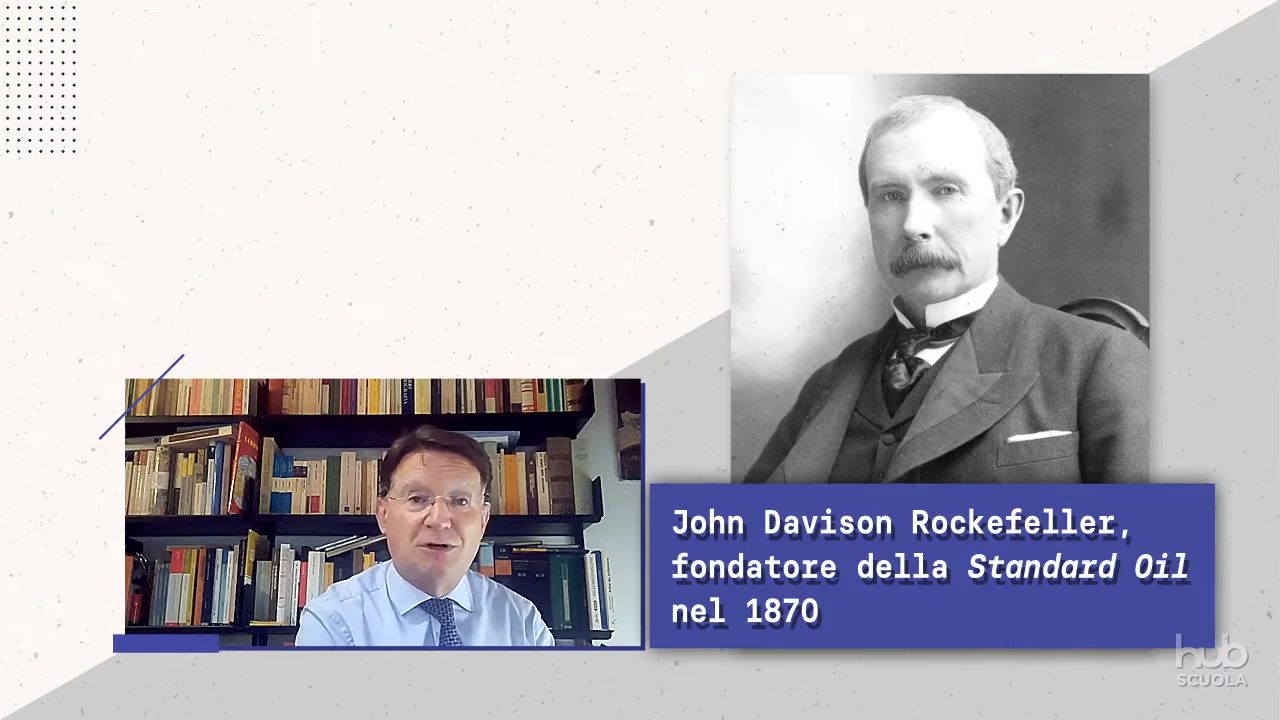 John Davison Rockefeller,
fondatore della Standard Oil
nel 1870
hub
SCUOLA